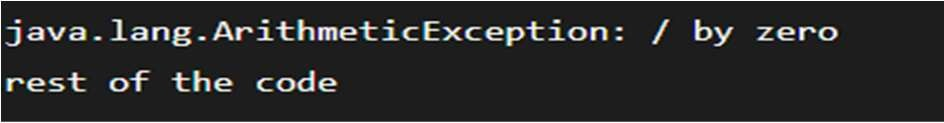 java.lang.ArithmeticException: / by zero
rest of the code